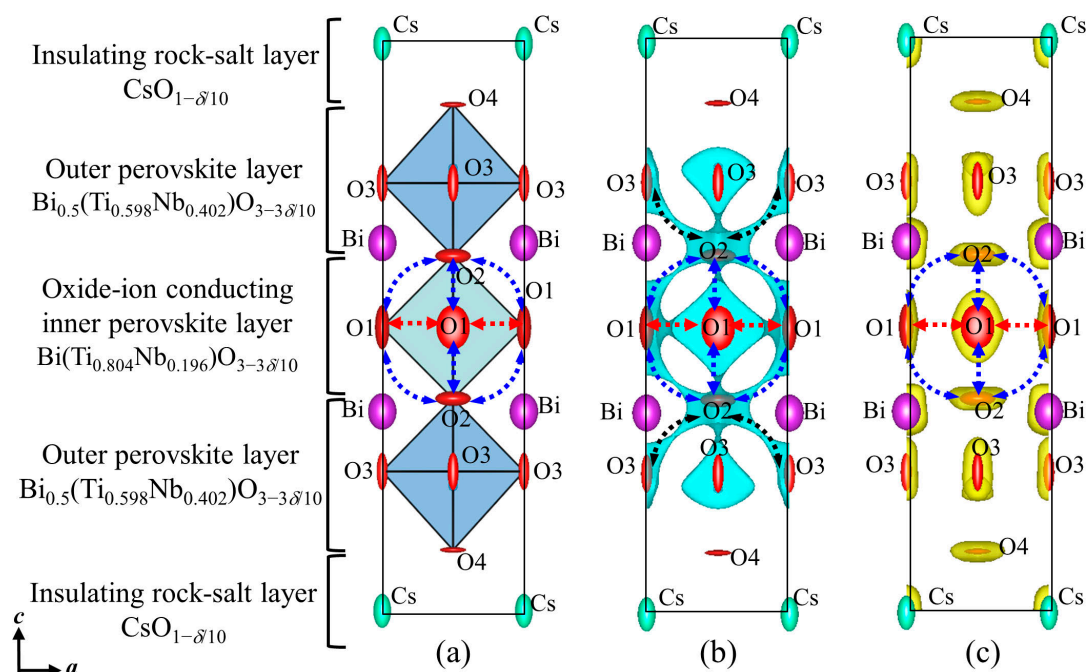 Insulating rock-salt layer
CsO1−δ/10
Outer perovskite layer
Bi0.5(Ti0.598Nb0.402)O3−3δ/10
Oxide-ion conducting
inner perovskite layer
Bi(Ti0.804Nb0.196)O3−3δ/10
Outer perovskite layer
Bi0.5(Ti0.598Nb0.402)O3−3δ/10
Insulating rock-salt layer
CsO1−δ/10
c
a
Cs Cs
O4
O3
O3 O3
Bi Bi
O2
O1
O1 O1
O2
Bi Bi
O3
O3 O3
O4
Cs Cs
(a)
Cs Cs
O4
O3
O3 O3
Bi Bi
O2
O1 O1 O1
Bi Bi
O2
O3
O3 O3
O4
Cs Cs
(b)
Cs Cs
O4
O3 O3 O3
Bi Bi
O2
O1 O1 O1
Bi Bi
O2
O3
O3 O3
O4
Cs Cs
(c)